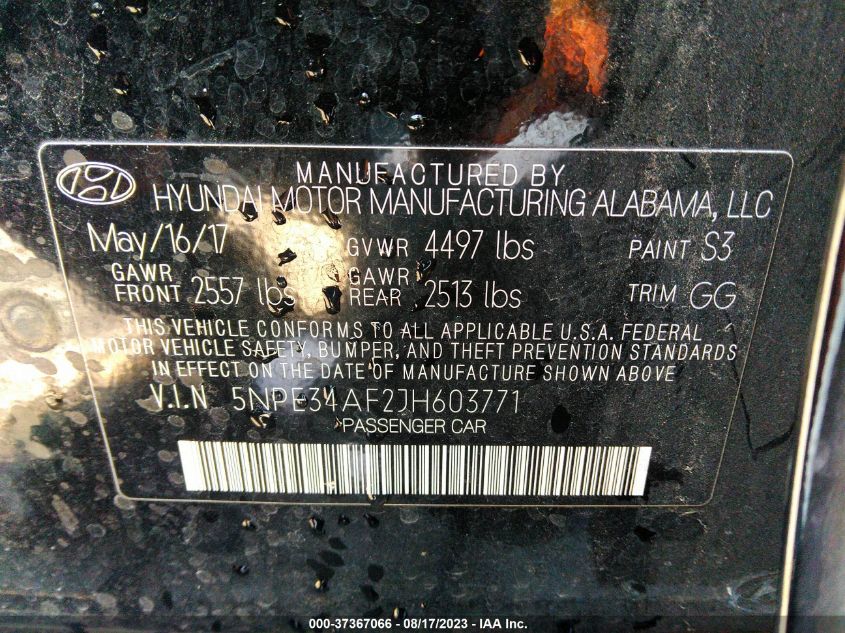 MANUFACTURED BY
HYUNDAI MOTOR MANUFACTURING ALABAMA, LLC
May/16/17 GVWR 4497 lbs PAINT S3
GAWR FRONT 2557 lbs GAWR REAR 2513 lbs TRIM GG
THIS VEHICLE CONFORMS TO ALL APPLICABLE U.S.A. FEDERAL
MOTOR VEHICLE SAFETY, BUMPER, AND THEFT PREVENTION STANDARDS
IN EFFECT ON THE DATE OF MANUFACTURE SHOWN ABOVE
V.I.N 5NPE34AF2JH603771
PASSENGER CAR
000-37367066 - 08/17/2023 - IAA Inc.